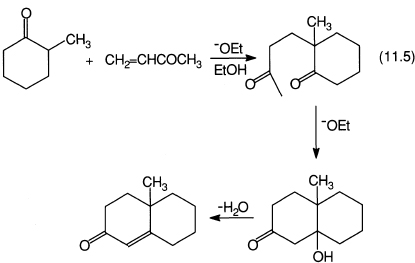 O
CH3
+ CH2=CHCOCH3
-OEt
EtOH
CH3
O
O
(11.5)
-OEt
CH3
O
-H2O
CH3
O
OH